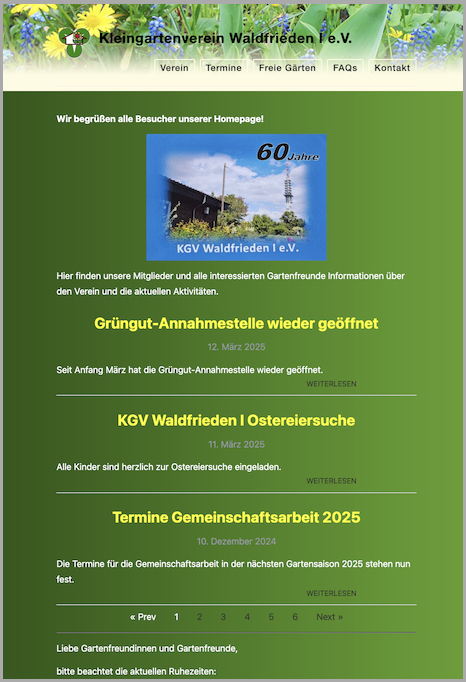 Kleingartenverein Waldfrieden I e.V.
Verein Termine Freie Gärten FAQs Kontakt
Wir begrüßen alle Besucher unserer Homepage!
60 Jahre
KGV Waldfrieden I e.V.
Hier finden unsere Mitglieder und alle interessierten Gartenfreunde Informationen über
den Verein und die aktuellen Aktivitäten.
Grüngut-Annahmestelle wieder geöffnet
12. März 2025
Seit Anfang März hat die Grüngut-Annahmestelle wieder geöffnet.
WEITERLESEN
KGV Waldfrieden I Ostereiersuche
11. März 2025
Alle Kinder sind herzlich zur Ostereiersuche eingeladen.
WEITERLESEN
Termine Gemeinschaftsarbeit 2025
10. Dezember 2024
Die Termine für die Gemeinschaftsarbeit in der nächsten Gartensaison 2025 stehen nun
fest.
WEITERLESEN
« Prev 1 2 3 4 5 6 Next »
Liebe Gartenfreundinnen und Gartenfreunde,
bitte beachtet die aktuellen Ruhezeiten: